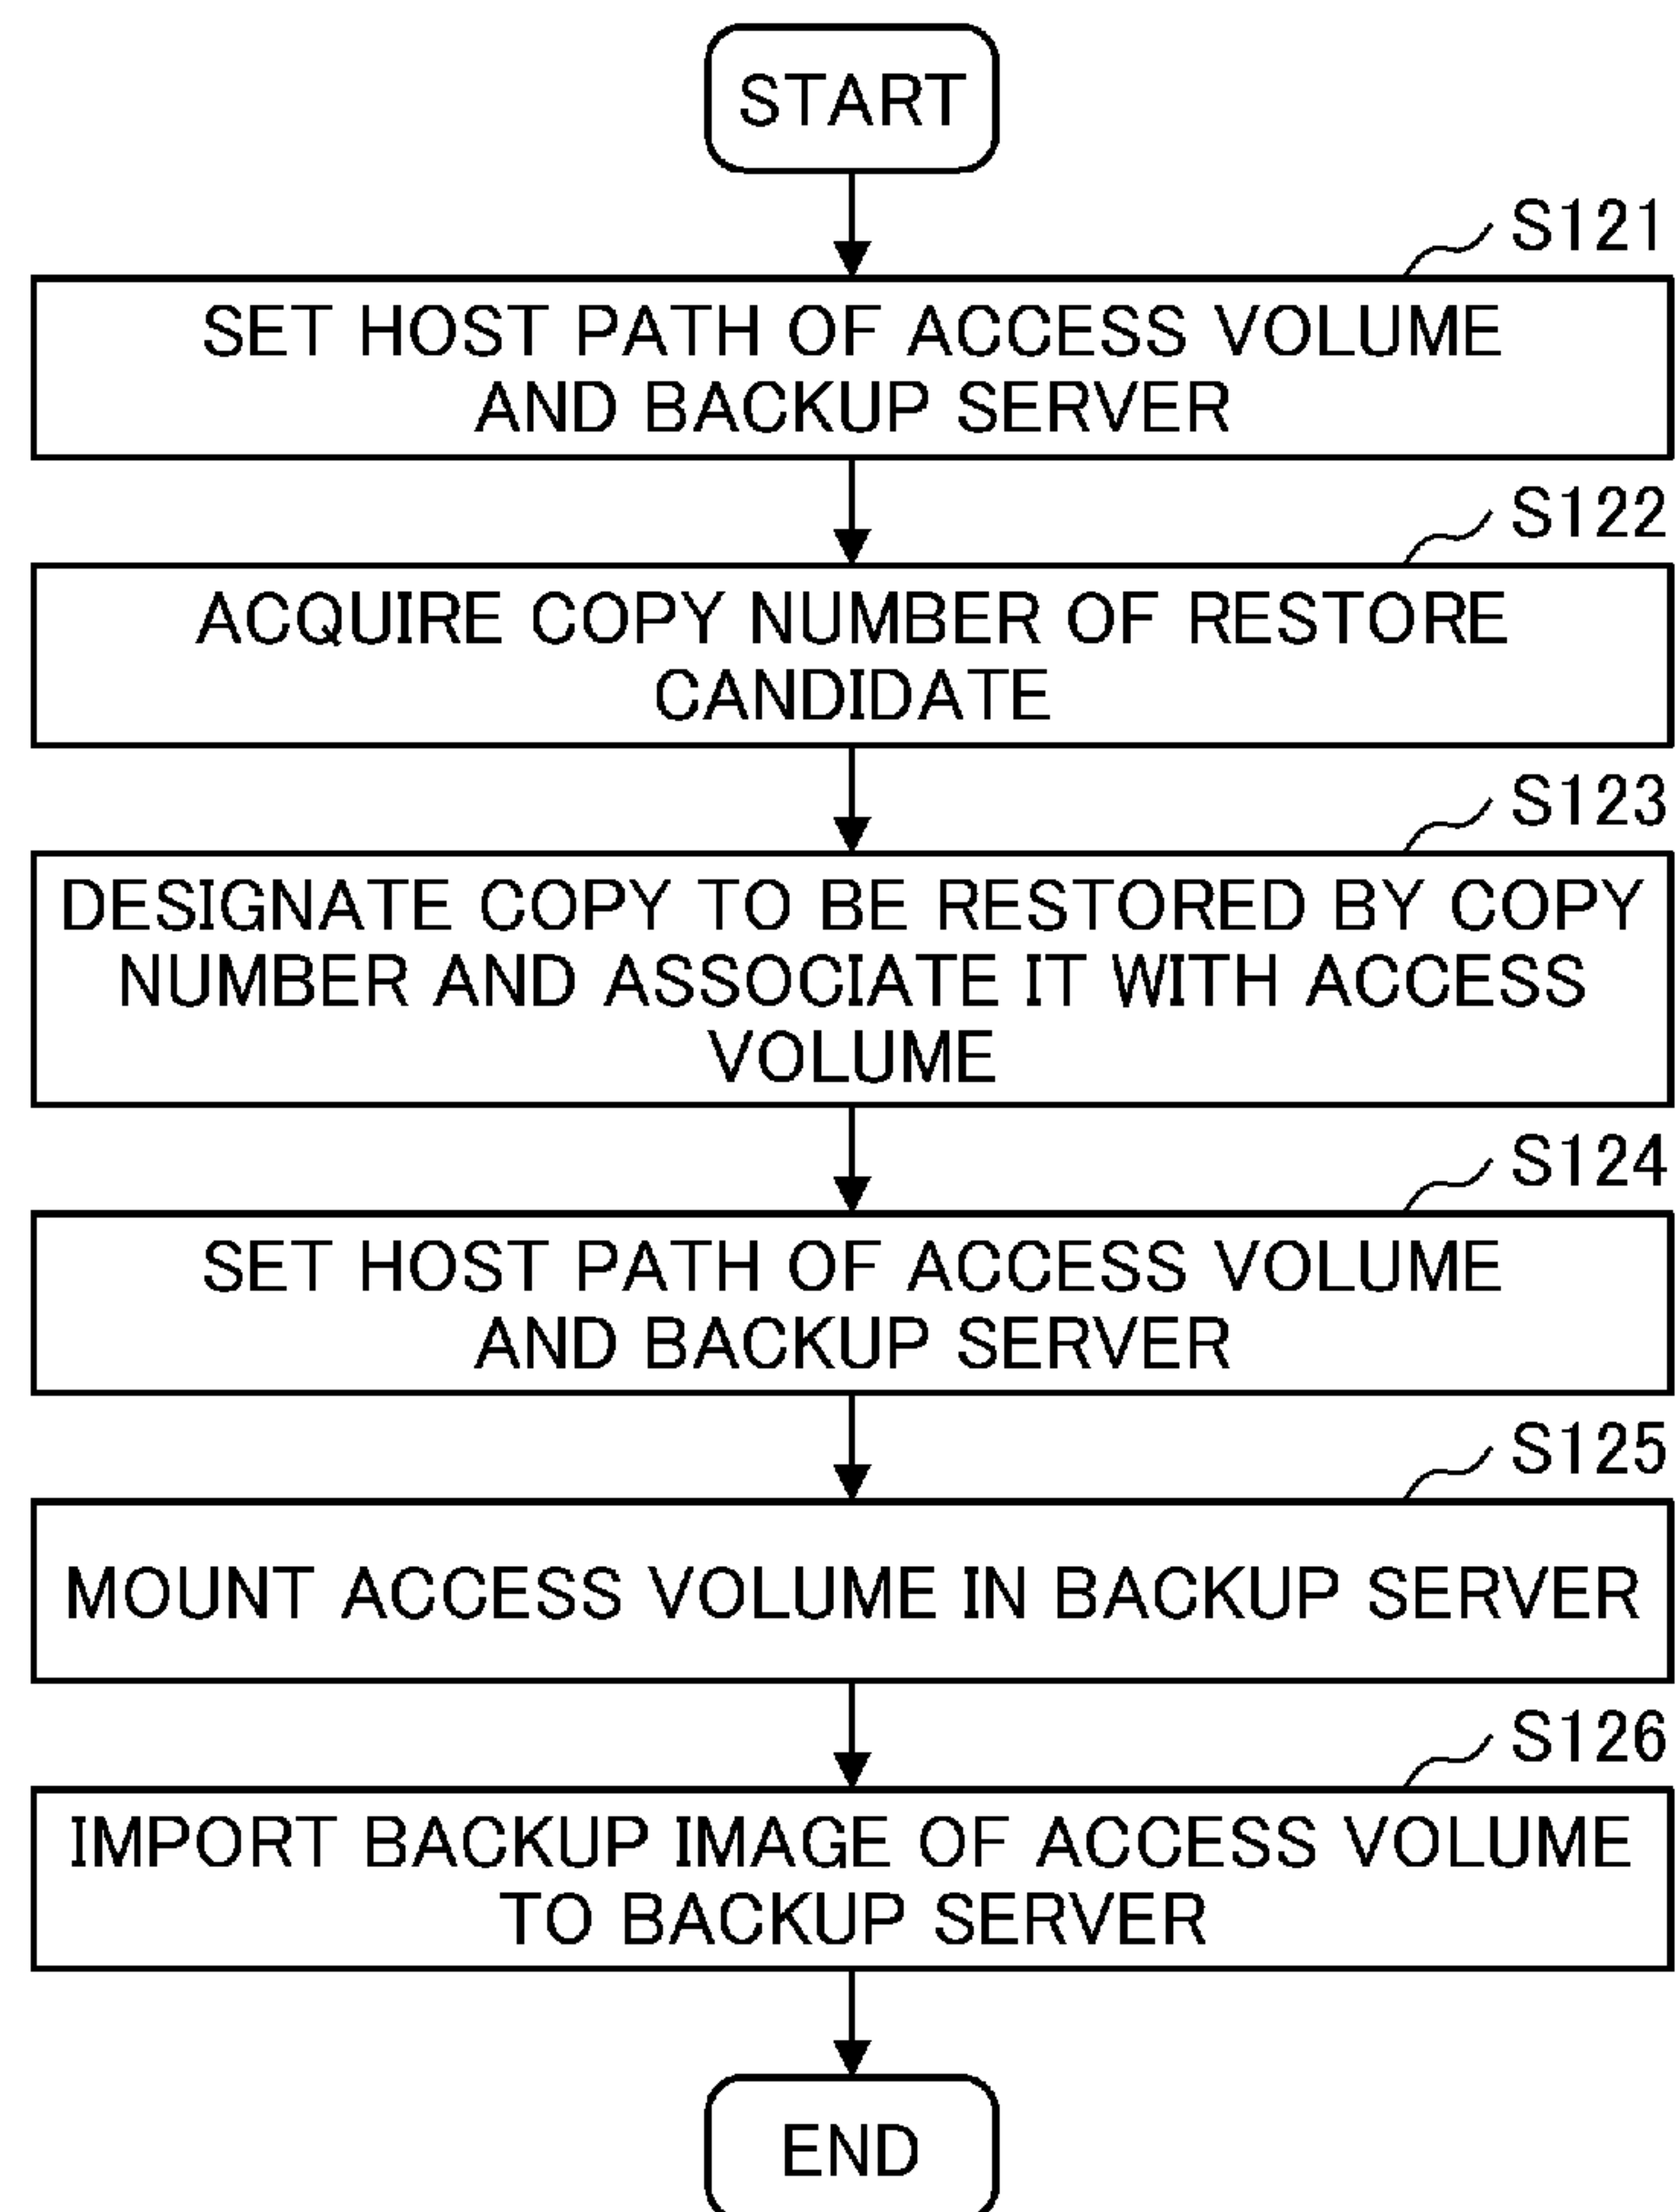 START
S121
SET HOST PATH OF ACCESS VOLUME
AND BACKUP SERVER
S122
ACQUIRE COPY NUMBER OF RESTORE
CANDIDATE
S123
DESIGNATE COPY TO BE RESTORED BY COPY
NUMBER AND ASSOCIATE IT WITH ACCESS
VOLUME
S124
SET HOST PATH OF ACCESS VOLUME
AND BACKUP SERVER
S125
MOUNT ACCESS VOLUME IN BACKUP SERVER
S126
IMPORT BACKUP IMAGE OF ACCESS VOLUME
TO BACKUP SERVER
END